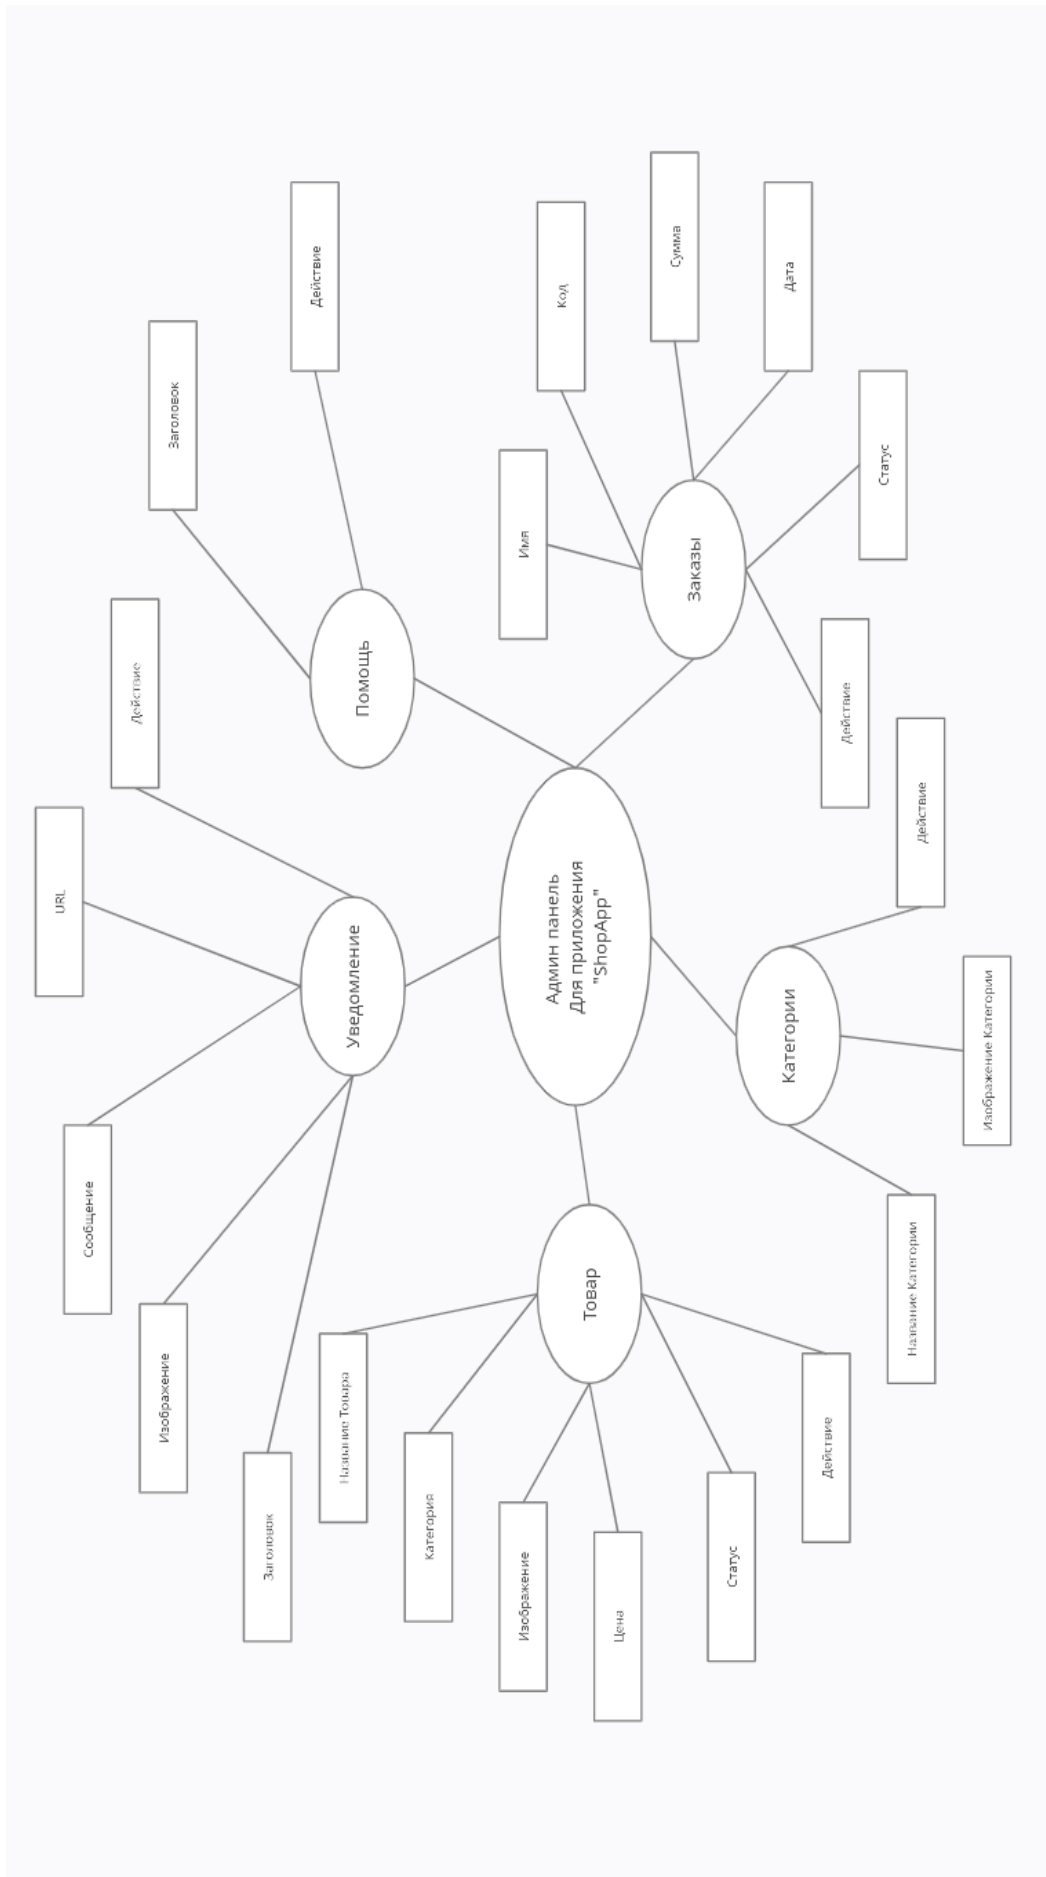 URL
Сообщение
Действие
Изображение
Заголовок
Заголовок
Действие
Помощь
Уведомление
Название Товара
Категория
Изображение
Цена
Статус
Действие
Товар
Админ панель
Для приложения
"ShopApp"
Имя
Код
Сумма
Дата
Статус
Действие
Заказы
Категории
Действие
Изображение Категории
Название Категории